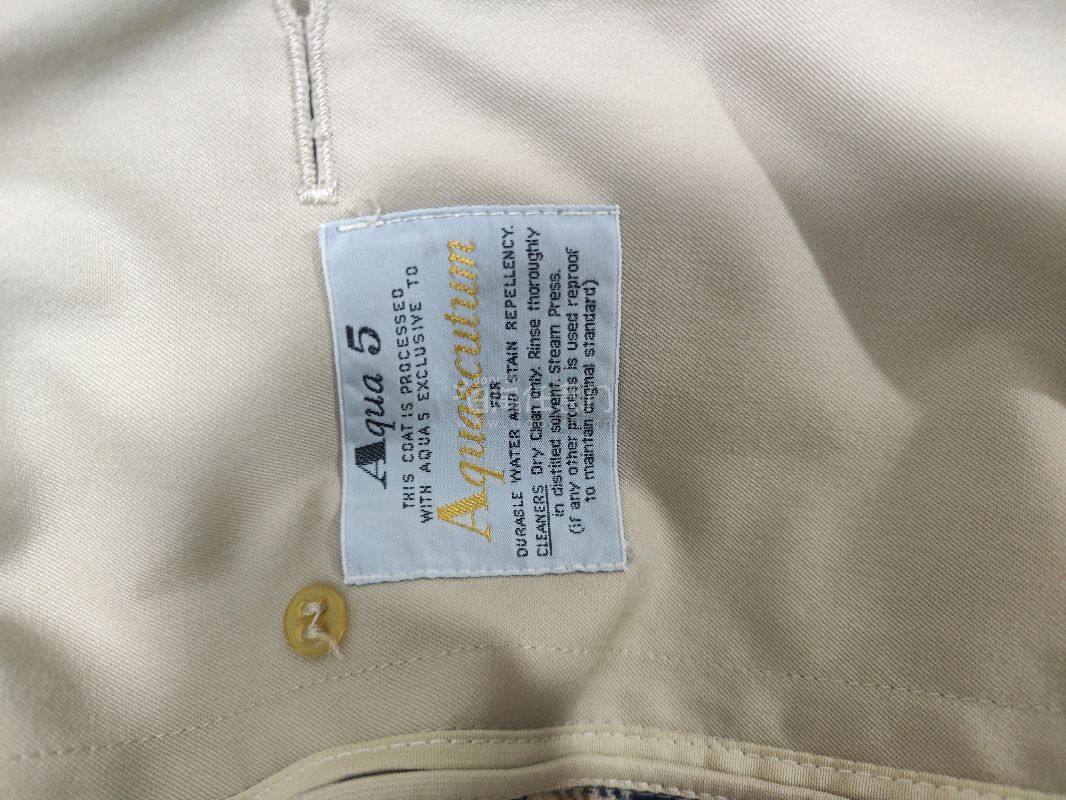 Aqua 5
THIS COAT IS PROCESSED
WITH AQUA 5 EXCLUSIVE TO
Aquascutum
FOR
DURABLE WATER AND STAIN REPELLENCY.
CLEANERS Dry Clean only. Rinse thoroughly
in distilled solvent. Steam Press.
(if any other process is used reproof
to maintain original standard)